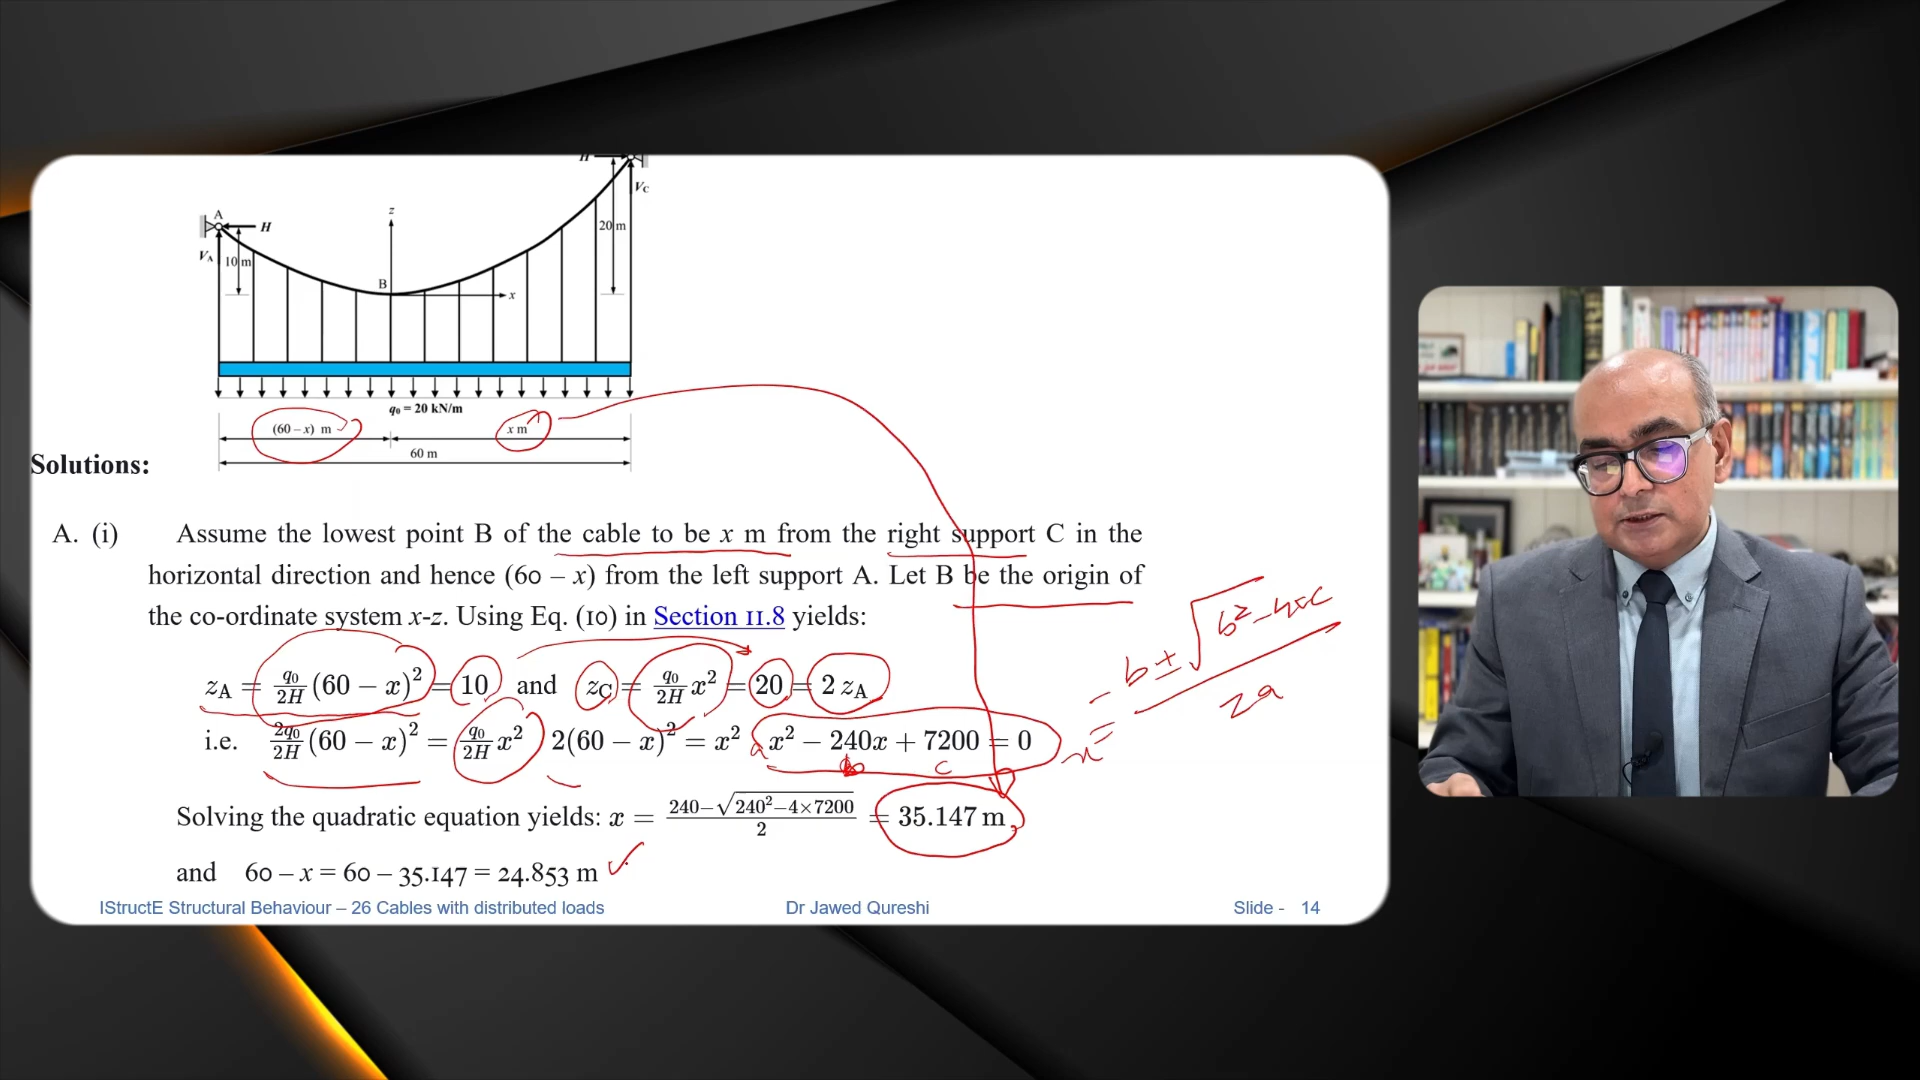 H
V_C
A
H
z
20 m
V_A
10 m
B
x
q₀ = 20 kN/m
(60 – x) m
x m
60 m
Solutions:
A. (i) Assume the lowest point B of the cable to be x m from the right support C in the
horizontal direction and hence (60 – x) from the left support A. Let B be the origin of
the co-ordinate system x-z. Using Eq. (10) in Section 11.8 yields:
b² – 4ac
– b ±
2a
x =
z_A = q₀/2H (60 – x)² = 10 and z_C = q₀/2H x² = 20 = 2 z_A
i.e. 2q₀/2H (60 – x)² = q₀/2H x² 2(60 – x)² = x² x² – 240x + 7200 = 0
a b c
Solving the quadratic equation yields: x = 240–√240²–4×7200/2 = 35.147 m
and 60 – x = 60 – 35.147 = 24.853 m
IStructE Structural Behaviour – 26 Cables with distributed loads Dr Jawed Qureshi Slide - 14